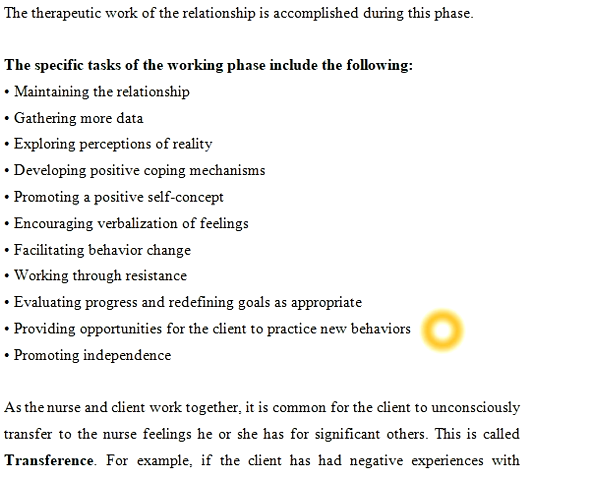 The therapeutic work of the relationship is accomplished during this phase.
The specific tasks of the working phase include the following:
• Maintaining the relationship
• Gathering more data
• Exploring perceptions of reality
• Developing positive coping mechanisms
• Promoting a positive self-concept
• Encouraging verbalization of feelings
• Facilitating behavior change
• Working through resistance
• Evaluating progress and redefining goals as appropriate
• Providing opportunities for the client to practice new behaviors
• Promoting independence
As the nurse and client work together, it is common for the client to unconsciously
transfer to the nurse feelings he or she has for significant others. This is called
Transference. For example, if the client has had negative experiences with